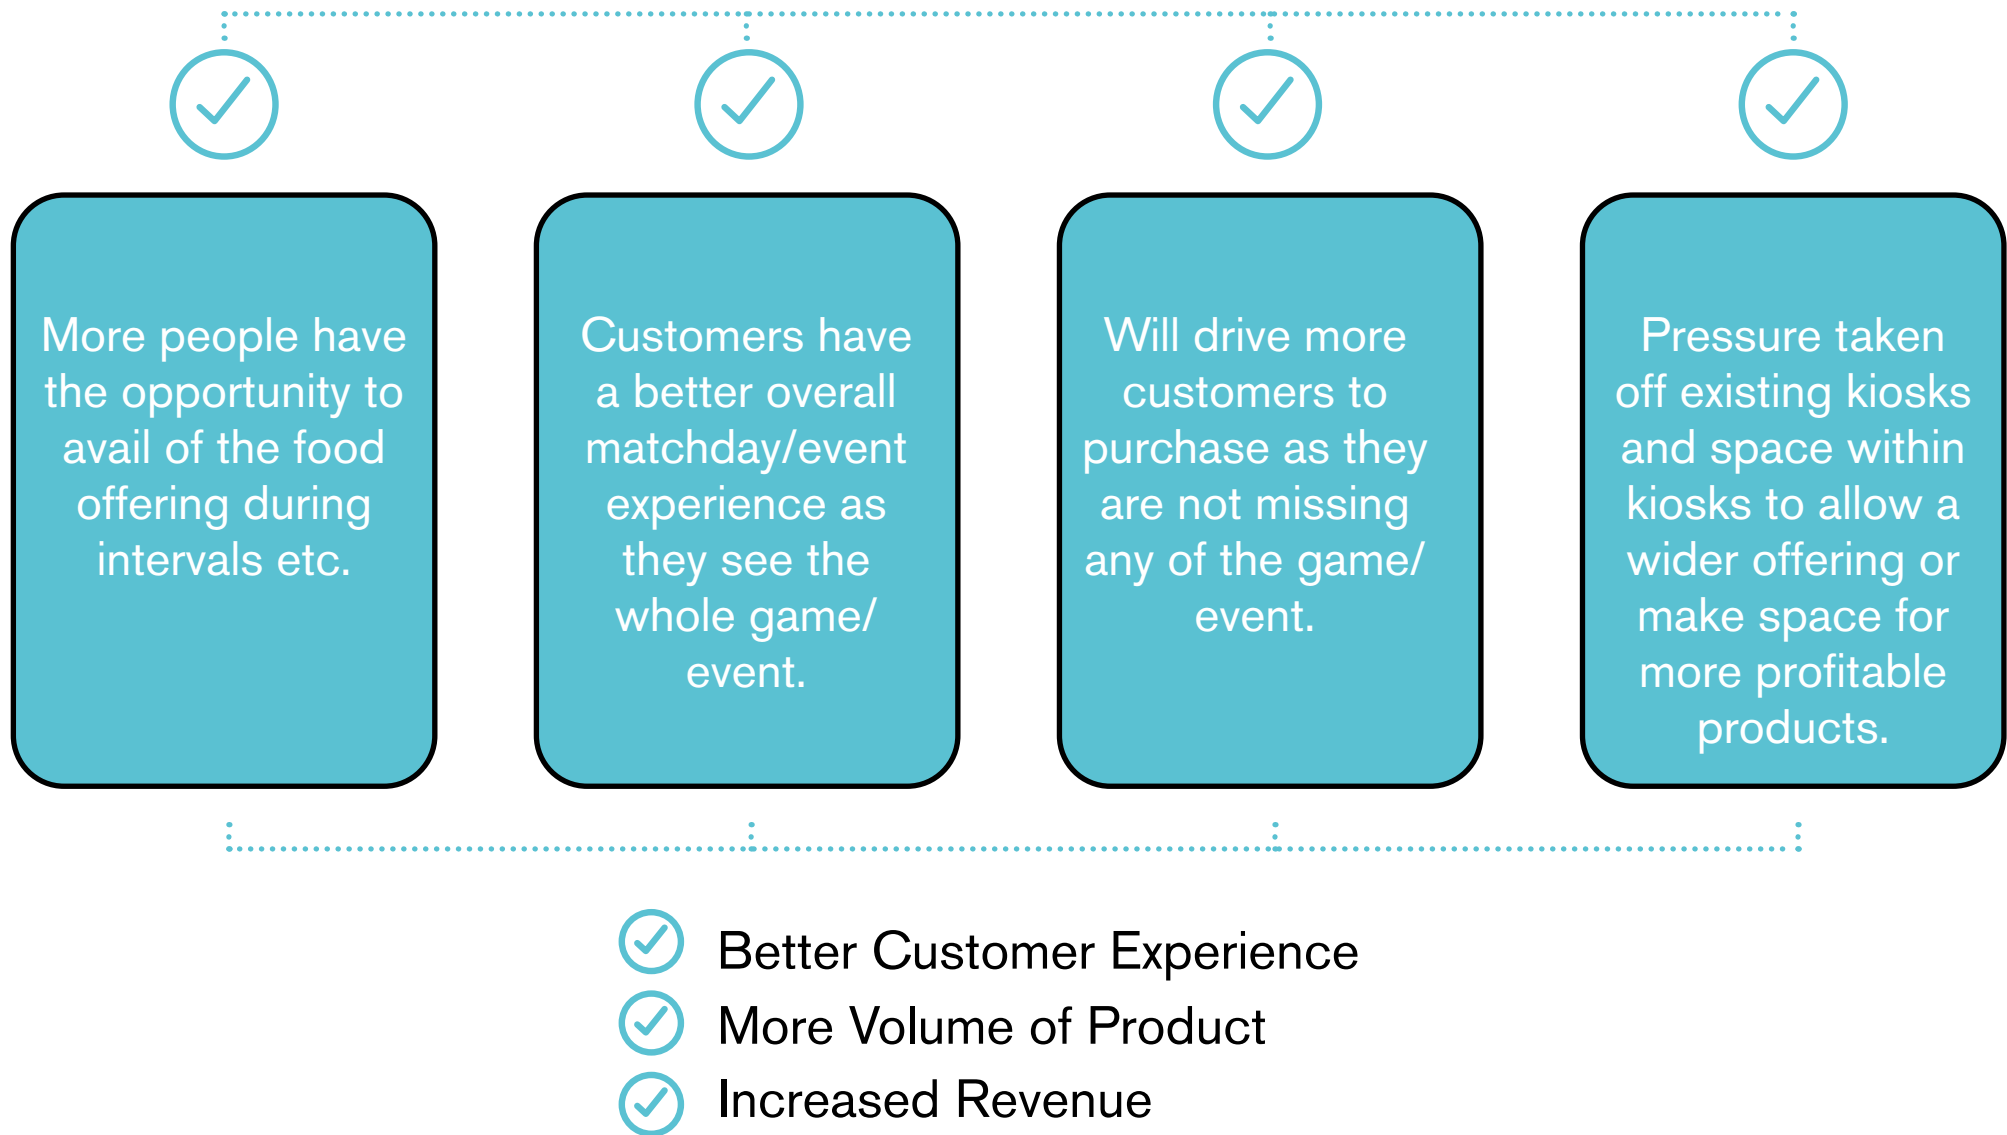 More people have
the opportunity to
avail of the food
offering during
intervals etc.
Customers have
a better overall
matchday/event
experience as
they see the
whole game/
event.
Will drive more
customers to
purchase as they
are not missing
any of the game/
event.
Pressure taken
off existing kiosks
and space within
kiosks to allow a
wider offering or
make space for
more profitable
products.
Better Customer Experience
More Volume of Product
Increased Revenue